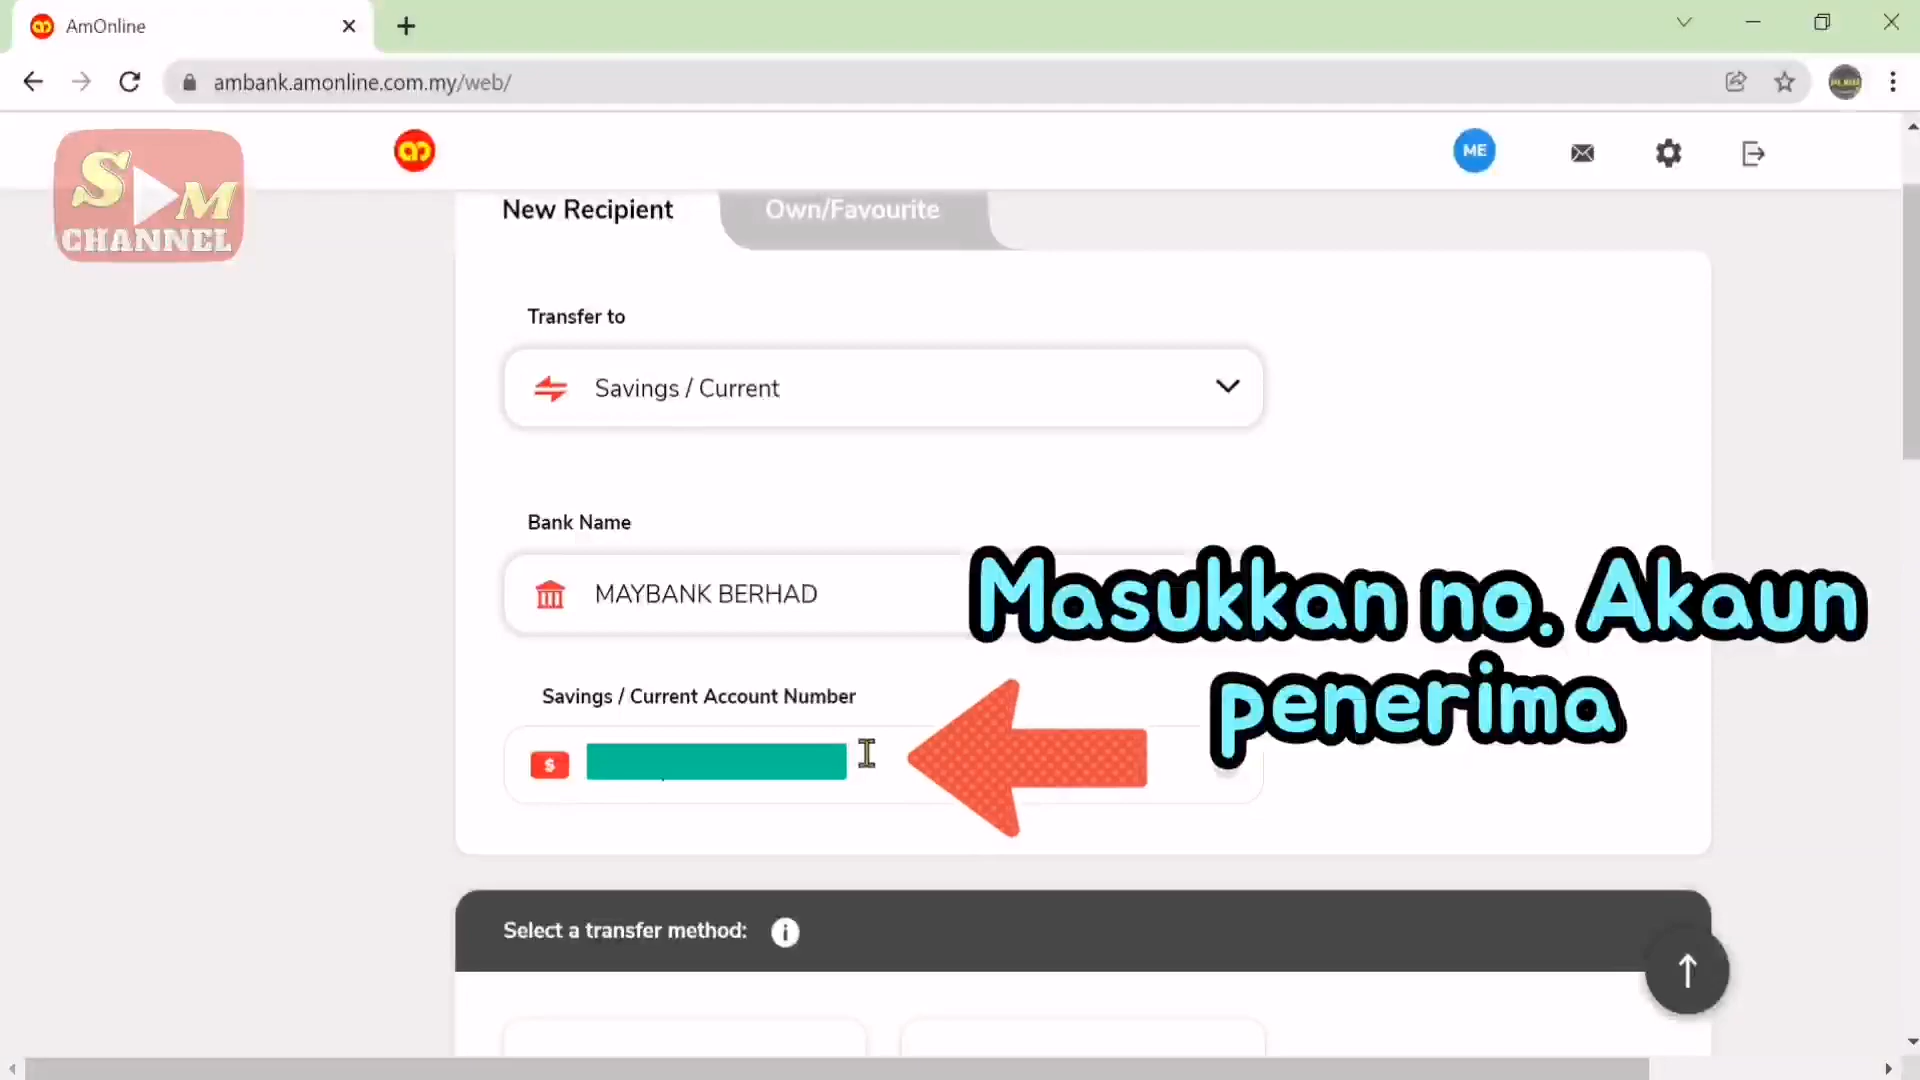 AmOnline
ambank.amonline.com.my/web/
S M
CHANNEL
ME
New Recipient
Own/Favourite
Transfer to
Savings / Current
Bank Name
MAYBANK BERHAD
Masukkan no. Akaun
penerima
Savings / Current Account Number
$
Select a transfer method:
i